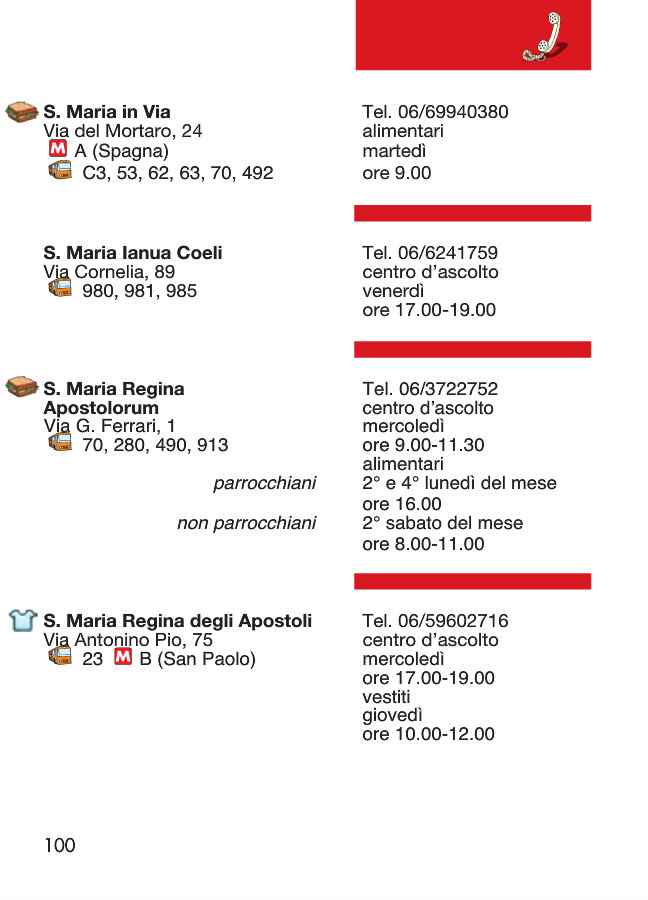 S. Maria in Via
Via del Mortaro, 24
M A (Spagna)
C3, 53, 62, 63, 70, 492
Tel. 06/69940380
alimentari
martedì
ore 9.00
S. Maria Ianua Coeli
Via Cornelia, 89
980, 981, 985
Tel. 06/6241759
centro d'ascolto
venerdì
ore 17.00-19.00
S. Maria Regina
Apostolorum
Via G. Ferrari, 1
70, 280, 490, 913
Tel. 06/3722752
centro d'ascolto
mercoledì
ore 9.00-11.30
alimentari
parrocchiani
2° e 4° lunedì del mese
ore 16.00
non parrocchiani
2° sabato del mese
ore 8.00-11.00
S. Maria Regina degli Apostoli
Via Antonino Pio, 75
23 M B (San Paolo)
Tel. 06/59602716
centro d'ascolto
mercoledì
ore 17.00-19.00
vestiti
giovedì
ore 10.00-12.00
100